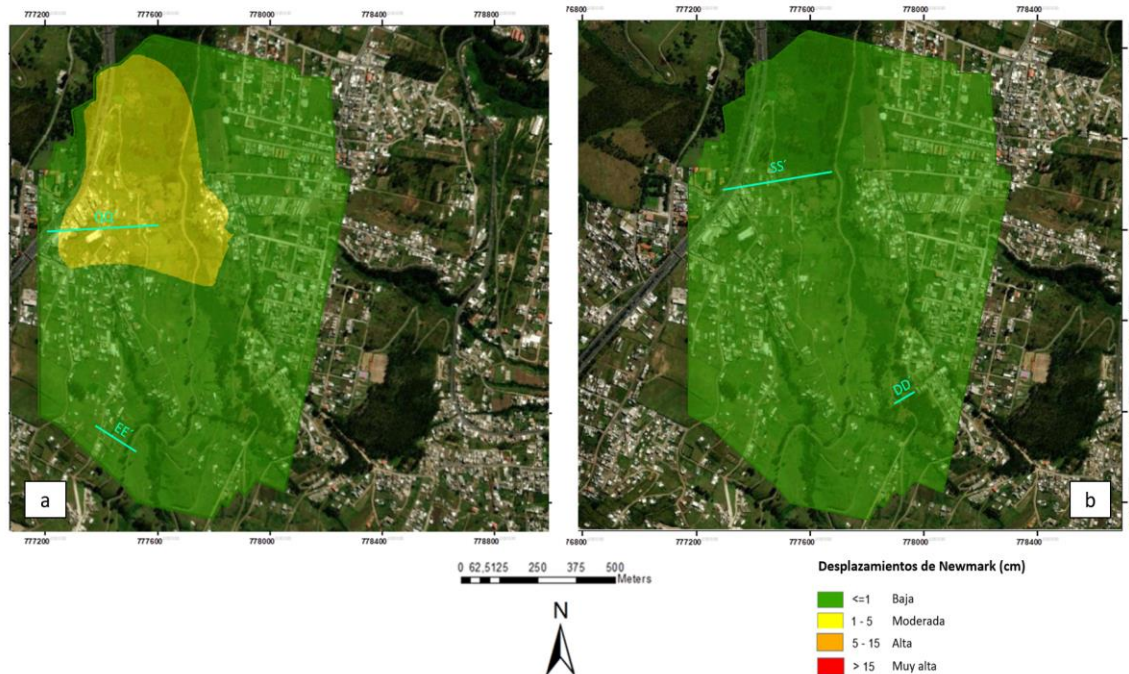 777200 777600 778000 778400 778800
76800 777200 777600 778000 778400
SS´
EE´
DD
a
b
777200 777600 778000 778400 778800
76800 777200 777600 778000 778400
0 62,5125 250 375 500
Meters
N
Desplazamientos de Newmark (cm)
<=1 Baja
1 - 5 Moderada
5 - 15 Alta
> 15 Muy alta